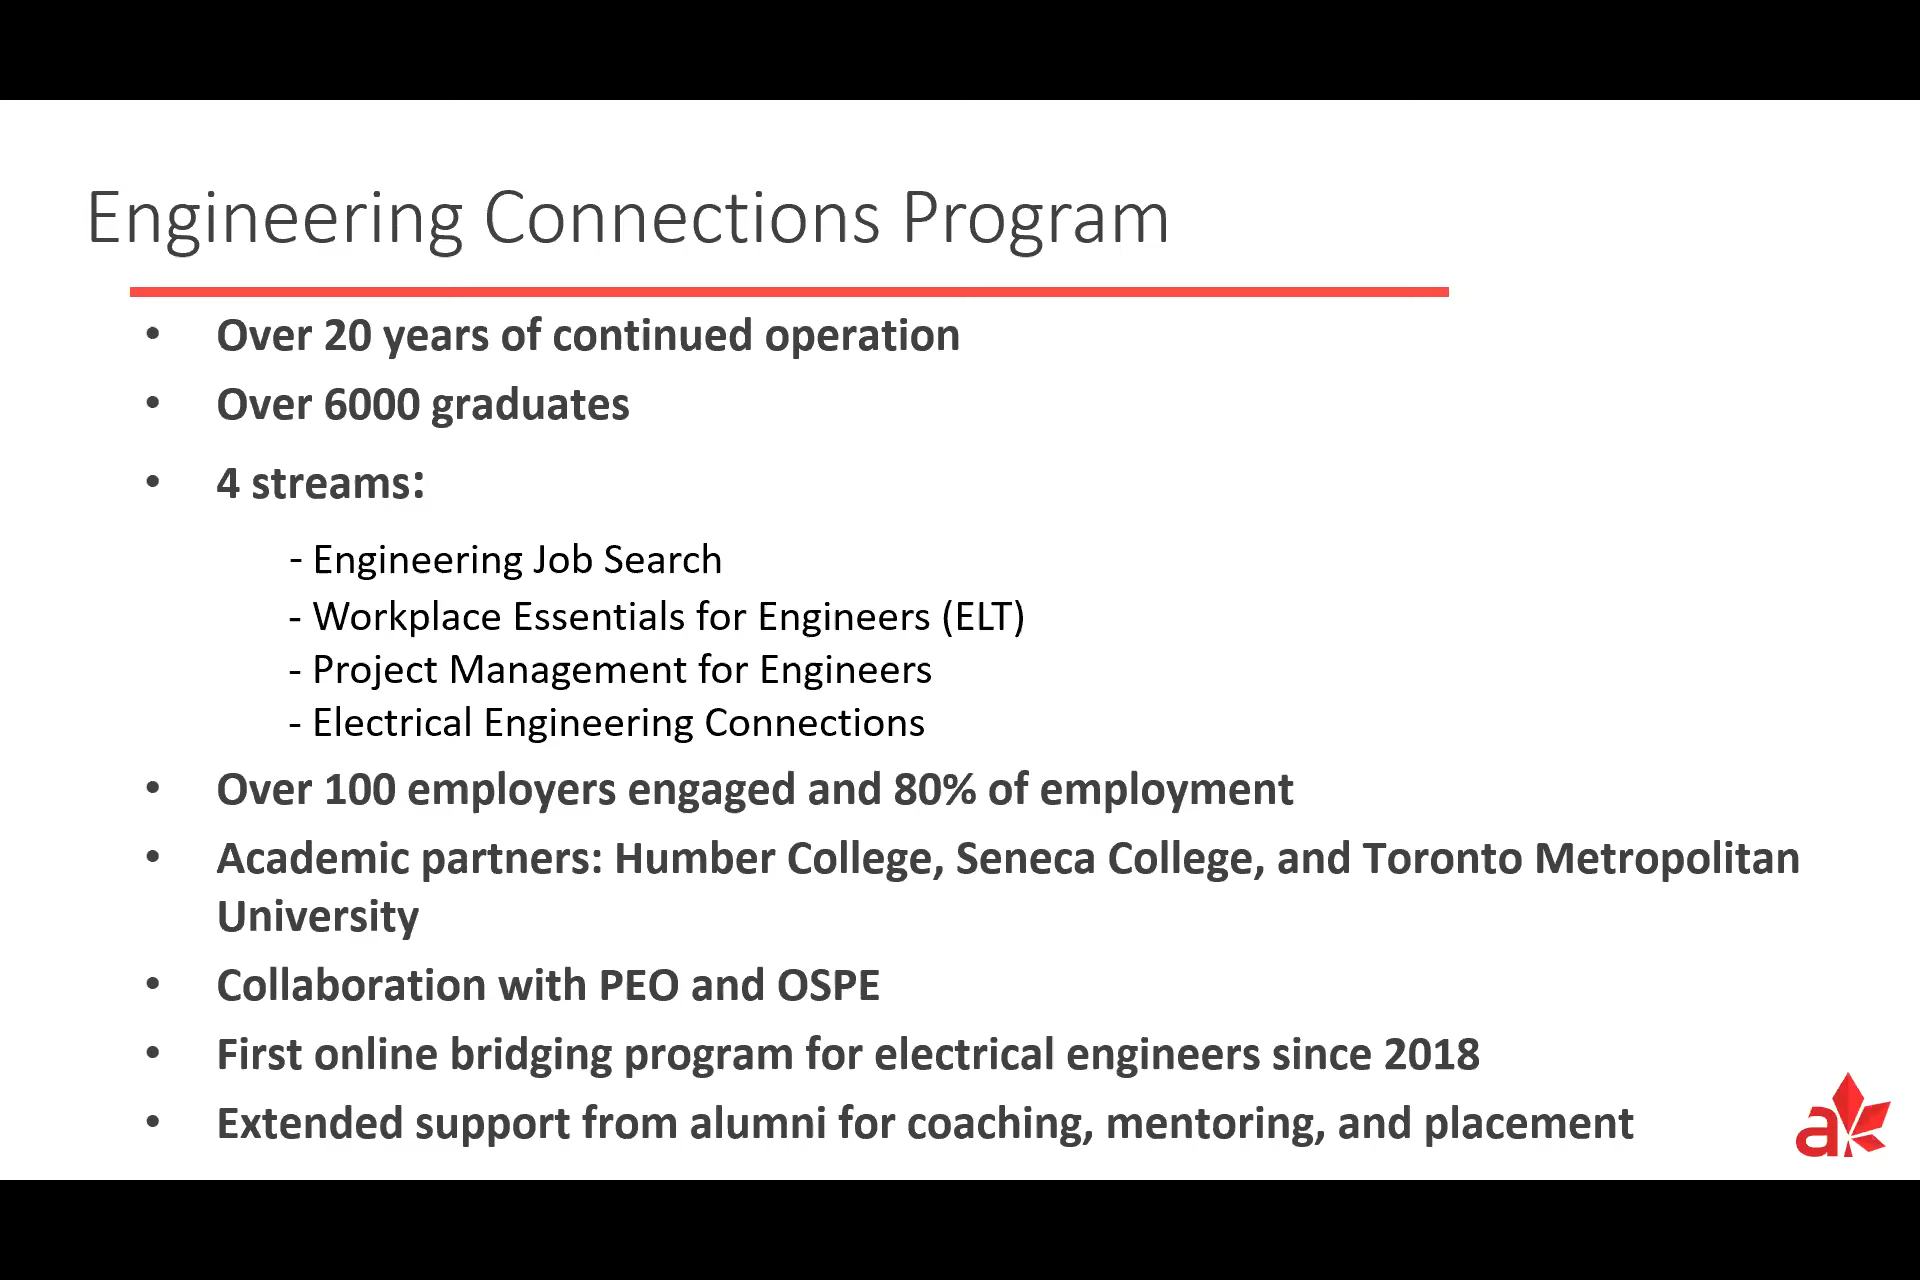 Engineering Connections Program
• Over 20 years of continued operation
• Over 6000 graduates
• 4 streams:
- Engineering Job Search
- Workplace Essentials for Engineers (ELT)
- Project Management for Engineers
- Electrical Engineering Connections
• Over 100 employers engaged and 80% of employment
• Academic partners: Humber College, Seneca College, and Toronto Metropolitan
University
• Collaboration with PEO and OSPE
• First online bridging program for electrical engineers since 2018
• Extended support from alumni for coaching, mentoring, and placement
a